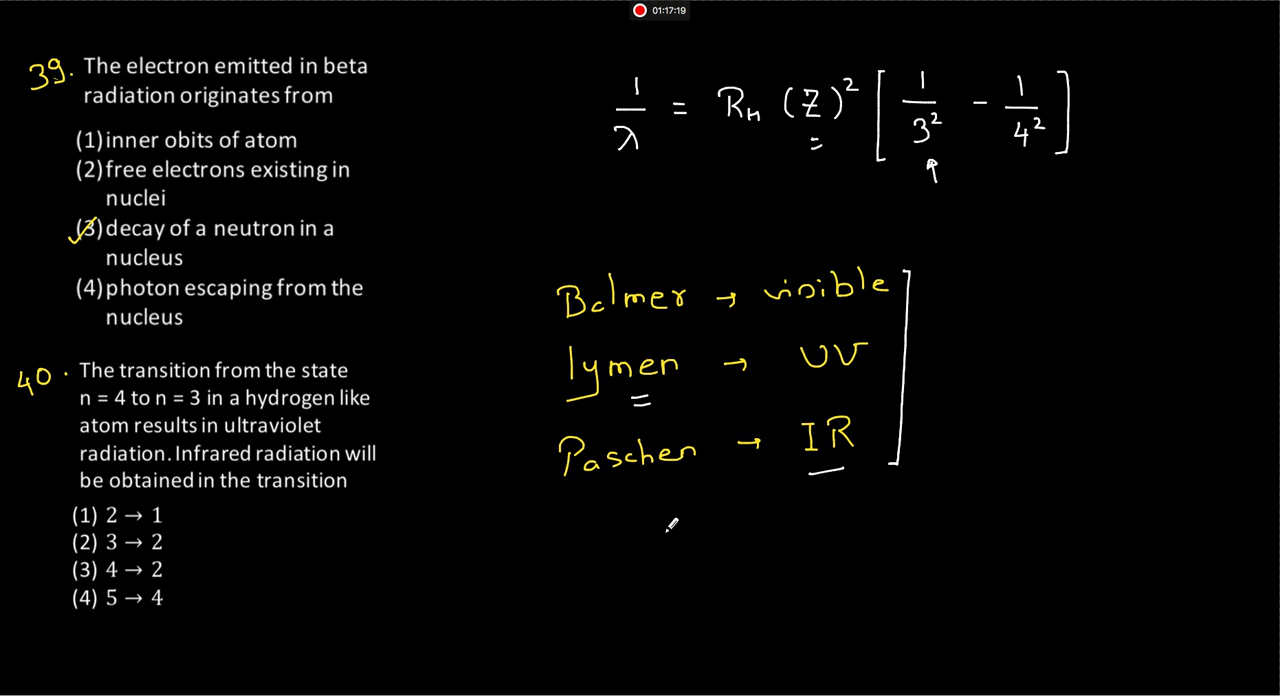 01:17:19
39. The electron emitted in beta
radiation originates from
(1) inner obits of atom
(2) free electrons existing in
nuclei
(3) decay of a neutron in a
nucleus
(4) photon escaping from the
nucleus
40. The transition from the state
n = 4 to n = 3 in a hydrogen like
atom results in ultraviolet
radiation. Infrared radiation will
be obtained in the transition
(1) 2 → 1
(2) 3 → 2
(3) 4 → 2
(4) 5 → 4
1/λ = R_H (Z)² [1/3² - 1/4²]
Balmer → visible
lymen → UV
Paschen → IR